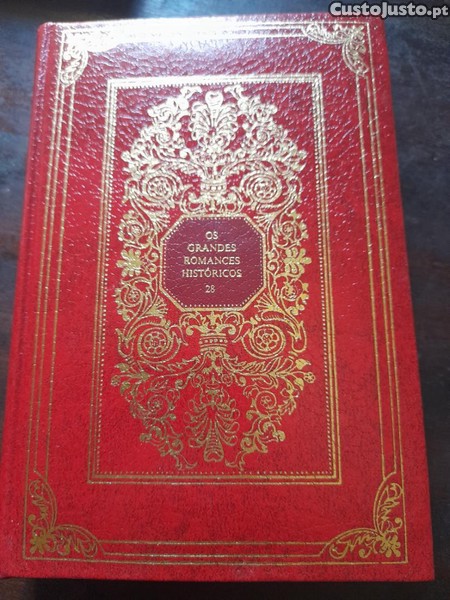 CustoJusto.pt
OS
GRANDES
ROMANCES
HISTÓRICOS
28